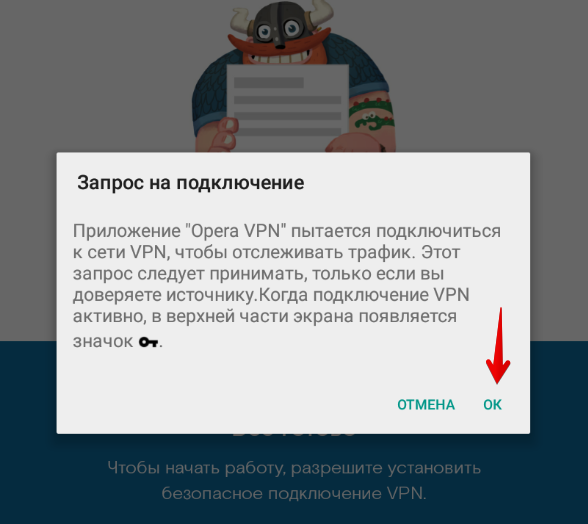 Запрос на подключение
Приложение "Opera VPN" пытается подключиться
к сети VPN, чтобы отслеживать трафик. Этот
запрос следует принимать, только если вы
доверяете источнику.Когда подключение VPN
активно, в верхней части экрана появляется
значок .
ОТМЕНА ОК
Чтобы начать работу, разрешите установить
безопасное подключение VPN.